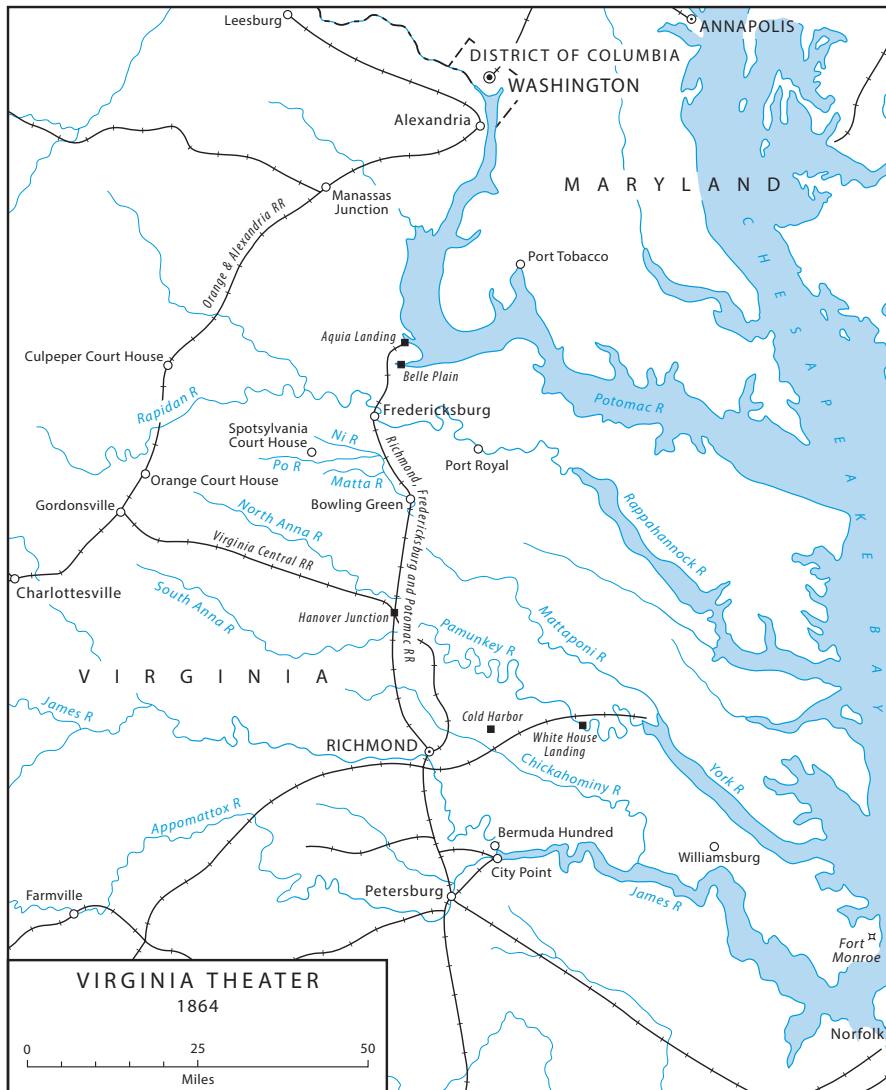 Leesburg
ANNAPOLIS
DISTRICT OF COLUMBIA
WASHINGTON
Alexandria
MARYLAND
Manassas
Junction
CHESAPEAKE BAY
Orange & Alexandria RR
Port Tobacco
Aquia Landing
Culpeper Court House
Belle Plain
Rapidan R
Potomac R
Fredericksburg
Spotsylvania
Court House
Ni R
Po R
Port Royal
Richmond, Fredericksburg and Potomac RR
Orange Court House
Matta R
Gordonsville
Bowling Green
North Anna R
Rappahannock R
Virginia Central RR
Charlottesville
South Anna R
Hanover Junction
Mattaponi R
Pamunkey R
VIRGINIA
James R
Cold Harbor
White House
Landing
RICHMOND
Chickahominy R
York R
Appomattox R
Bermuda Hundred
Williamsburg
City Point
Farmville
Petersburg
James R
Fort
Monroe
VIRGINIA THEATER
1864
Norfolk
0 25 50
Miles